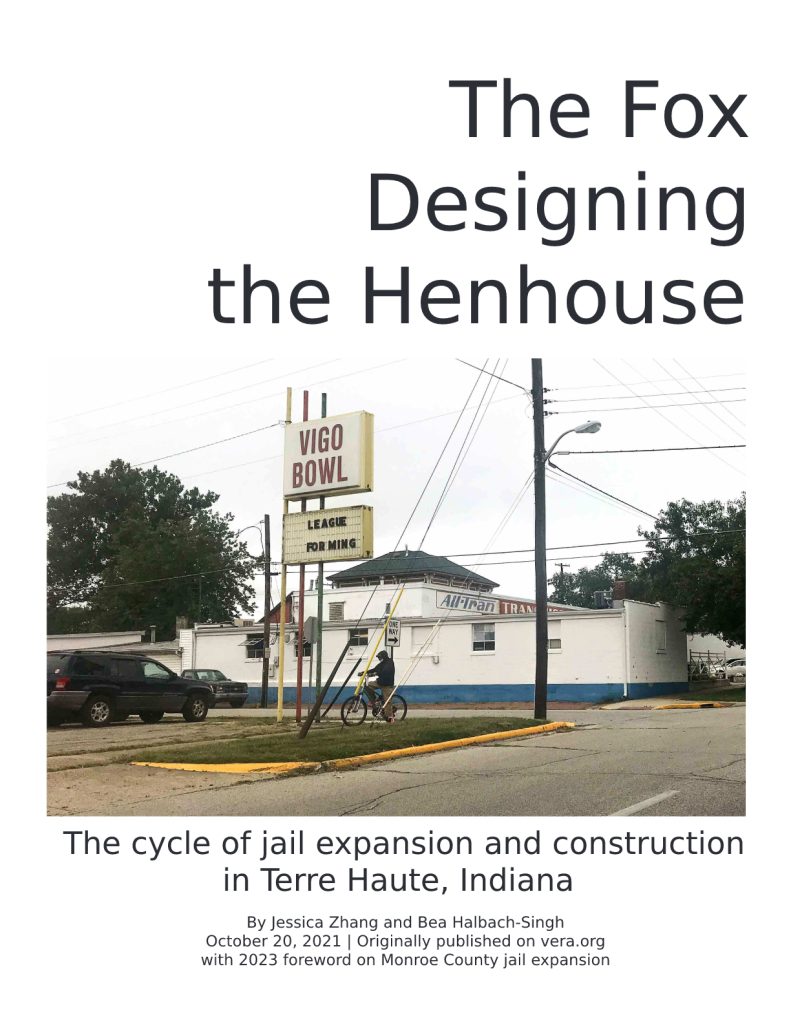 The Fox
Designing
the Henhouse
VIGO
BOWL
LEAGUE
FOR MING
All-Tran
TRAN
ONE
WAY
The cycle of jail expansion and construction
in Terre Haute, Indiana
By Jessica Zhang and Bea Halbach-Singh
October 20, 2021 | Originally published on vera.org
with 2023 foreword on Monroe County jail expansion